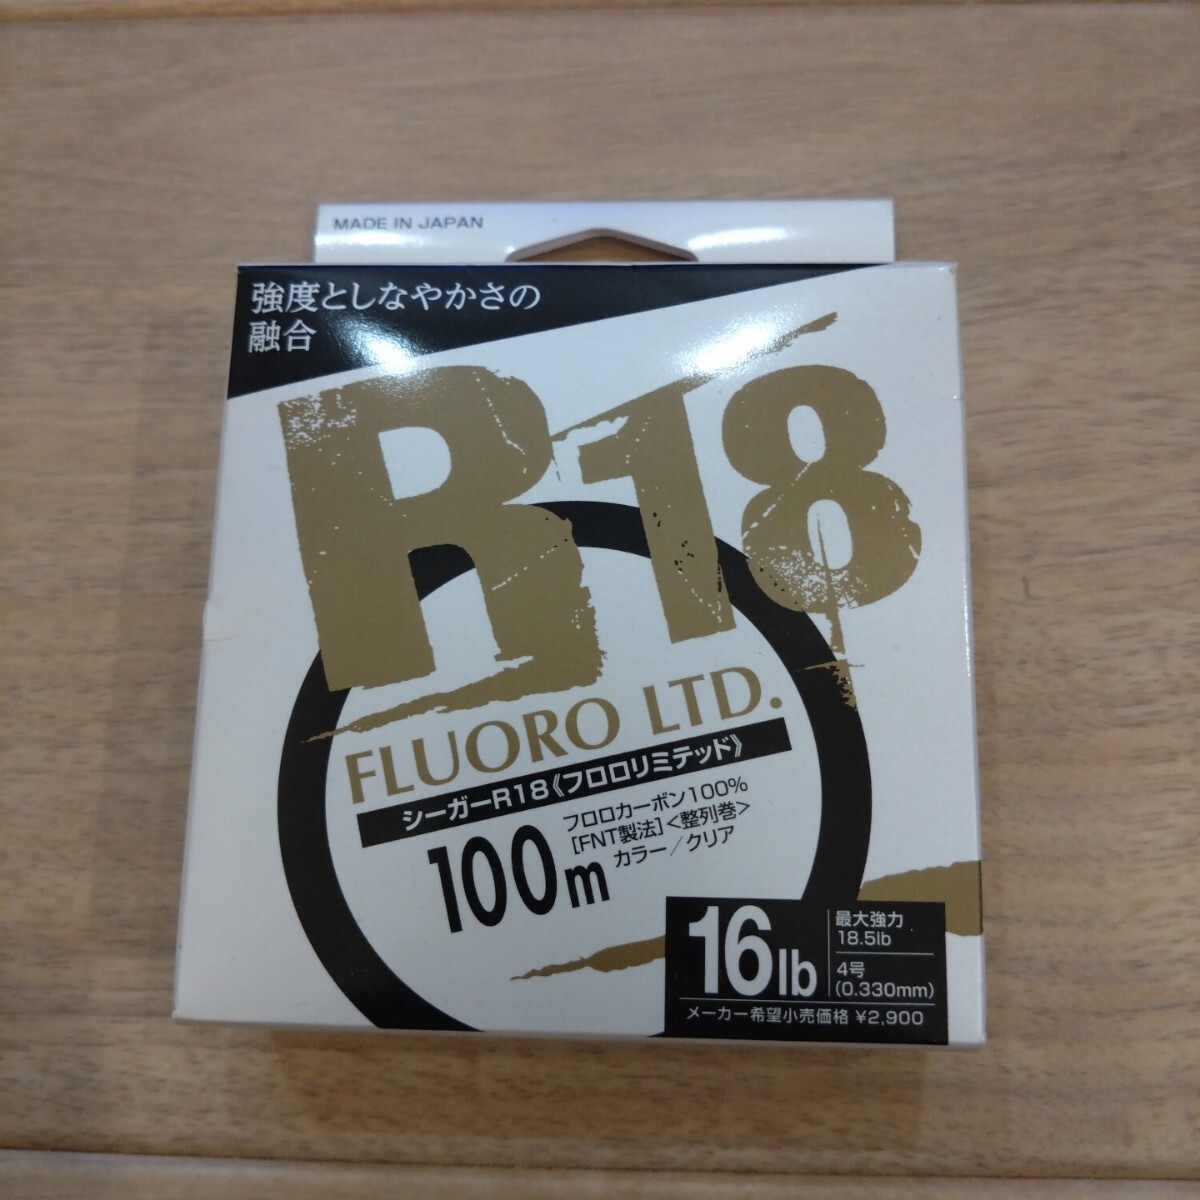 MADE IN JAPAN
強度としなやかさの
融合
R18
FLUORO LTD.
シーガーR18《フロロリミテッド》
100m
フロロカーボン100%
[FNT製法]<整列巻>
カラー/クリア
16lb
最大強力
18.5lb
4号
(0.330mm)
メーカー希望小売価格 ¥2,900